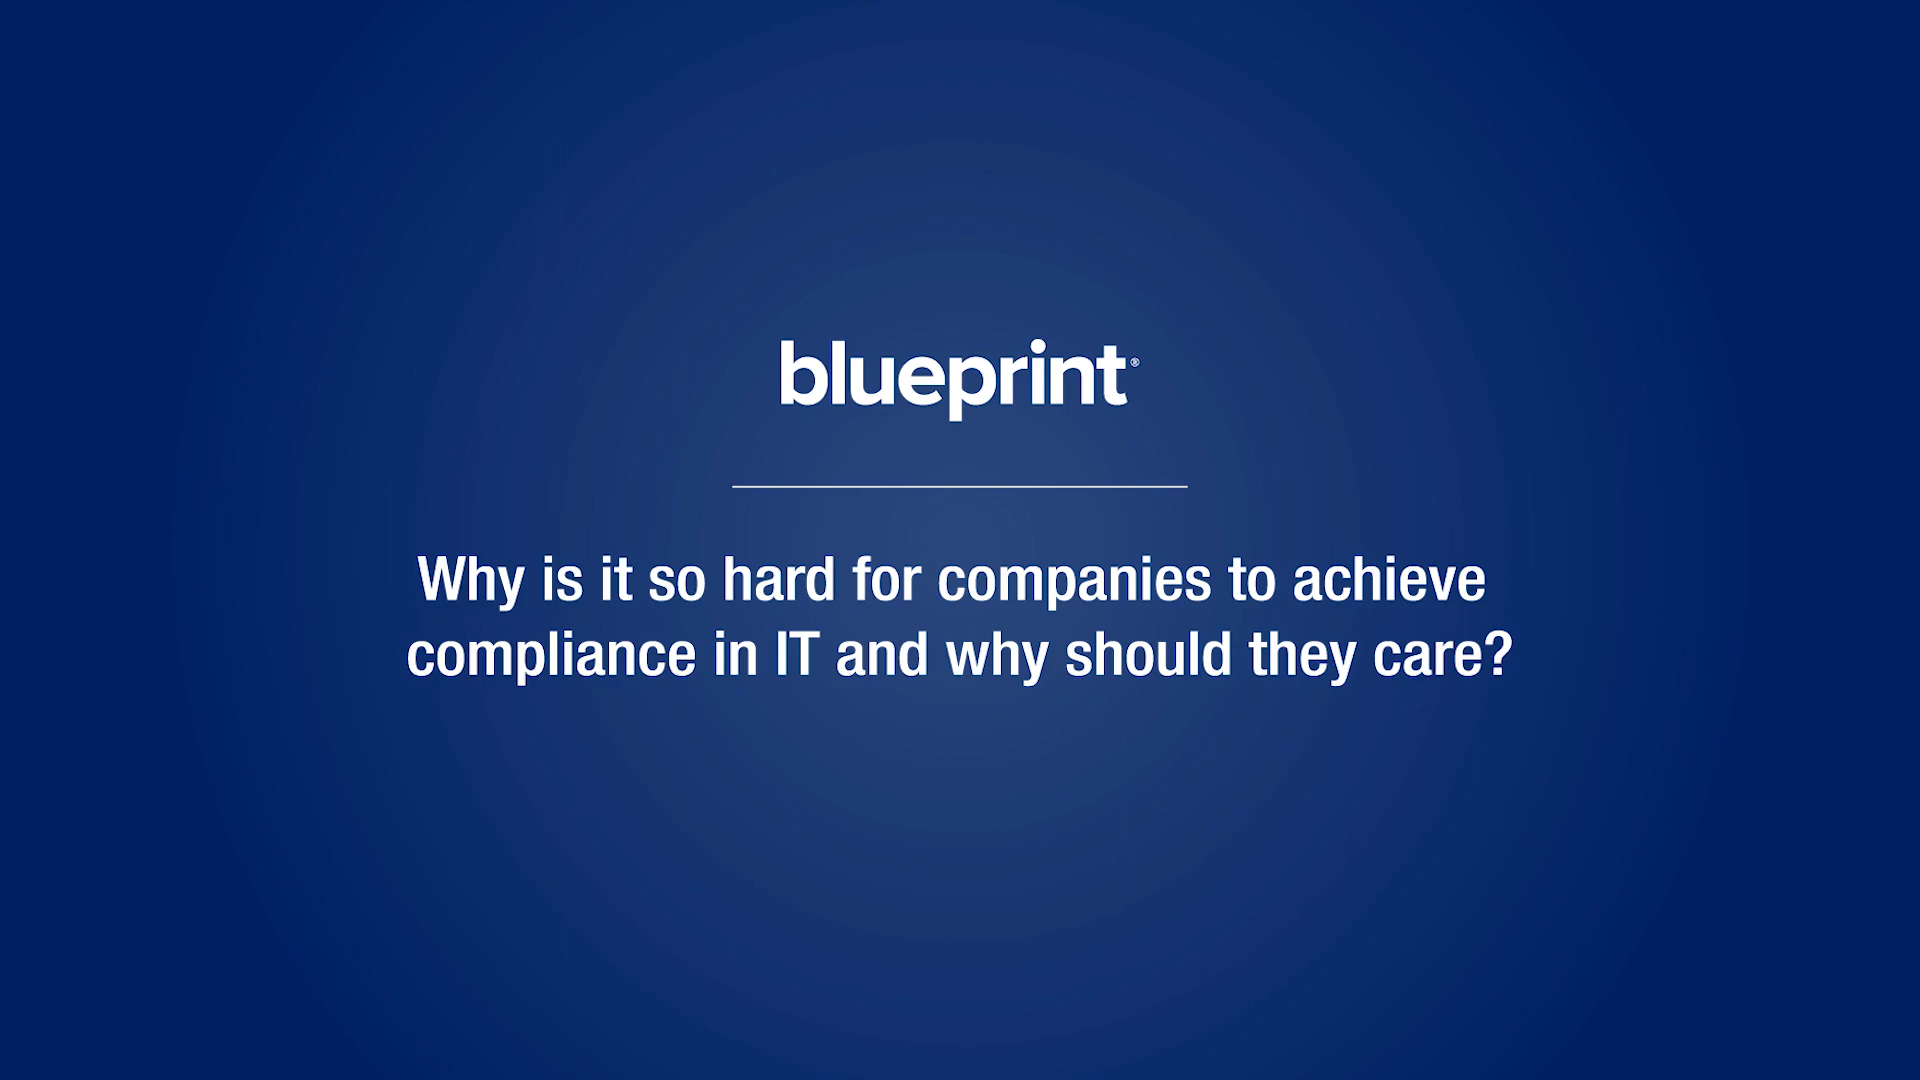 blueprint®
Why is it so hard for companies to achieve
compliance in IT and why should they care?